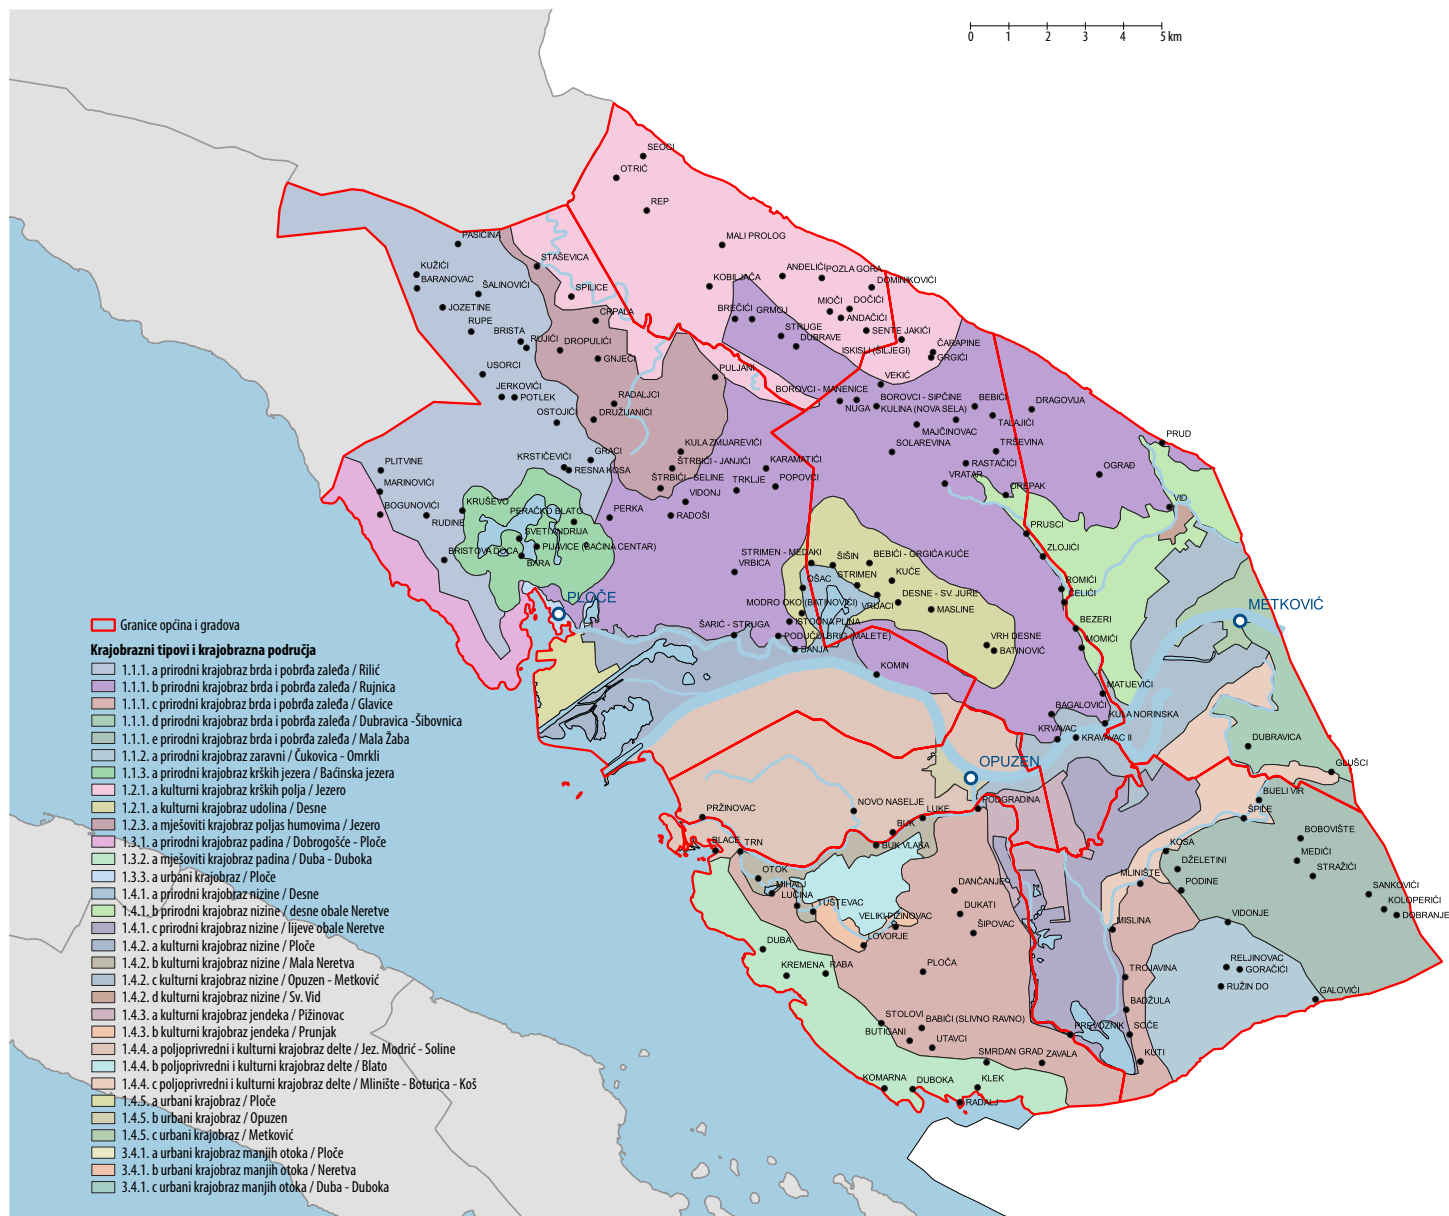 0 1 2 3 4 5 km
SEOCI
OTRIĆ
REP
PASIČINA
MALI PROLOG
STAŠEVICA
KUŽIĆI
BARANOVAC
ŠALINOVIĆI
KOBILJAČA
ANĐELIĆI
POZLA GORA
DOMINIKOVIĆI
SPILICE
JOZETINE
RUPE
CRPALA
BREČIĆI
GRMOJ
MIOČI
DOČIĆI
ANDAČIĆI
STRUGE
DUBRAVE
SENTE JAKIĆI
BRISTA
RUJIĆI
DROPULIĆI
GNJEČI
ISKISLI (ŠILJEGI)
ČARAPINE
GRGIĆI
USORCI
PULJANI
VEKIĆ
JERKOVIĆI
POTLEK
RADALJCI
BOROVCI - MANENICE
NUGA
BOROVCI - SIPČINE
KULINA (NOVA SELA)
BEBIĆI
DRAGOVIJA
OSTOJIĆI
DRUŽIJANIĆI
MAJČINOVAC
TALAJIĆI
PRUD
KULA ZMIJAREVIĆI
SOLAREVINA
TRŠEVINA
PLITVINE
KRSTIČEVIĆI
GRACI
RESNA KOSA
ŠTRBIĆI - JANJIĆI
KARAMATIĆI
RASTAČIĆI
OGRAĐ
MARINOVIĆI
ŠTRBIĆI - SELINE
TRKLJE
POPOVCI
VRATAR
OREPAK
BOGUNOVIĆI
RUDINE
KRUŠEVO
PERAČKO BLATO
PERKA
VIDONJ
RADOŠI
VID
SVETI ANDRIJA
PIJAVICE (BAĆINA CENTAR)
PRUSCI
BRISTOVA DOCA
BARA
STRIMEN - MEDAKI
VRBICA
ŠIŠIN
BEBIĆI - GRGIĆA KUĆE
ZLOJIĆI
OŠAC
STRIMEN
KUĆE
ROMIĆI
ČELIĆI
PLOČE
MODRO OKO (BATINOVIĆI)
VRIJACI
DESNE - SV. JURE
MASLINE
METKOVIĆ
ISTOČNA PLINA
BEZERI
ŠARIĆ - STRUGA
PODUČIJBRIG (MALETE)
BANJA
VRH DESNE
BATINOVIĆ
MOMIĆI
KOMIN
MATIJEVIĆI
BAGALOVIĆI
KULA NORINSKA
KRVAVAC
KRAVAVAC II
DUBRAVICA
OPUZEN
GLUŠCI
PRŽINOVAC
NOVO NASELJE
LUKE
PODGRADINA
BIJELI VIR
ŠPILE
BUK
BLACE
TRN
BUK VLAKA
KOSA
BOBOVIŠTE
OTOK
MIHALJ
LUČINA
TUŠTEVAC
DANČANJE
DŽELETINI
MLINIŠTE
PODINE
MEDIĆI
STRAŽIĆI
SANKOVIĆI
DUKATI
VELIKI PIŽINOVAC
LOVORJE
ŠIPOVAC
MISLINA
VIDONJE
KOLOPERIĆI
DOBRANJE
DUBA
KREMENA
RABA
PLOČA
TROJAVINA
RELJINOVAC
GORAČIĆI
RUŽIN DO
GALOVIĆI
STOLOVI
BUTIGANI
BABIĆI (SLIVNO RAVNO)
UTAVCI
BADŽULA
PREVOZNIK
SOČE
SMRDAN GRAD
ZAVALA
KUTI
KOMARNA
DUBOKA
KLEK
RADALJ
Granice općina i gradova
Krajobrazni tipovi i krajobrazna područja
1.1.1. a prirodni krajobraz brda i pobrđa zaleđa / Rilić
1.1.1. b prirodni krajobraz brda i pobrđa zaleđa / Rujnica
1.1.1. c prirodni krajobraz brda i pobrđa zaleđa / Glavice
1.1.1. d prirodni krajobraz brda i pobrđa zaleđa / Dubravica -Šibovnica
1.1.1. e prirodni krajobraz brda i pobrđa zaleđa / Mala Žaba
1.1.2. a prirodni krajobraz zaravni / Čukovica - Omrkli
1.1.3. a prirodni krajobraz krških jezera / Baćinska jezera
1.2.1. a kulturni krajobraz krških polja / Jezero
1.2.1. a kulturni krajobraz udolina / Desne
1.2.3. a mješoviti krajobraz poljas humovima / Jezero
1.3.1. a prirodni krajobraz padina / Dobrogošće - Ploče
1.3.2. a mješoviti krajobraz padina / Duba - Duboka
1.3.3. a urbani krajobraz / Ploče
1.4.1. a prirodni krajobraz nizine / Desne
1.4.1. b prirodni krajobraz nizine / desne obale Neretve
1.4.1. c prirodni krajobraz nizine / lijeve obale Neretve
1.4.2. a kulturni krajobraz nizine / Ploče
1.4.2. b kulturni krajobraz nizine / Mala Neretva
1.4.2. c kulturni krajobraz nizine / Opuzen - Metković
1.4.2. d kulturni krajobraz nizine / Sv. Vid
1.4.3. a kulturni krajobraz jendeka / Pižinovac
1.4.3. b kulturni krajobraz jendeka / Prunjak
1.4.4. a poljoprivredni i kulturni krajobraz delte / Jez. Modrič - Soline
1.4.4. b poljoprivredni i kulturni krajobraz delte / Blato
1.4.4. c poljoprivredni i kulturni krajobraz delte / Mlinište - Boturica - Koš
1.4.5. a urbani krajobraz / Ploče
1.4.5. b urbani krajobraz / Opuzen
1.4.5. c urbani krajobraz / Metković
3.4.1. a urbani krajobraz manjih otoka / Ploče
3.4.1. b urbani krajobraz manjih otoka / Neretva
3.4.1. c urbani krajobraz manjih otoka / Duba - Duboka